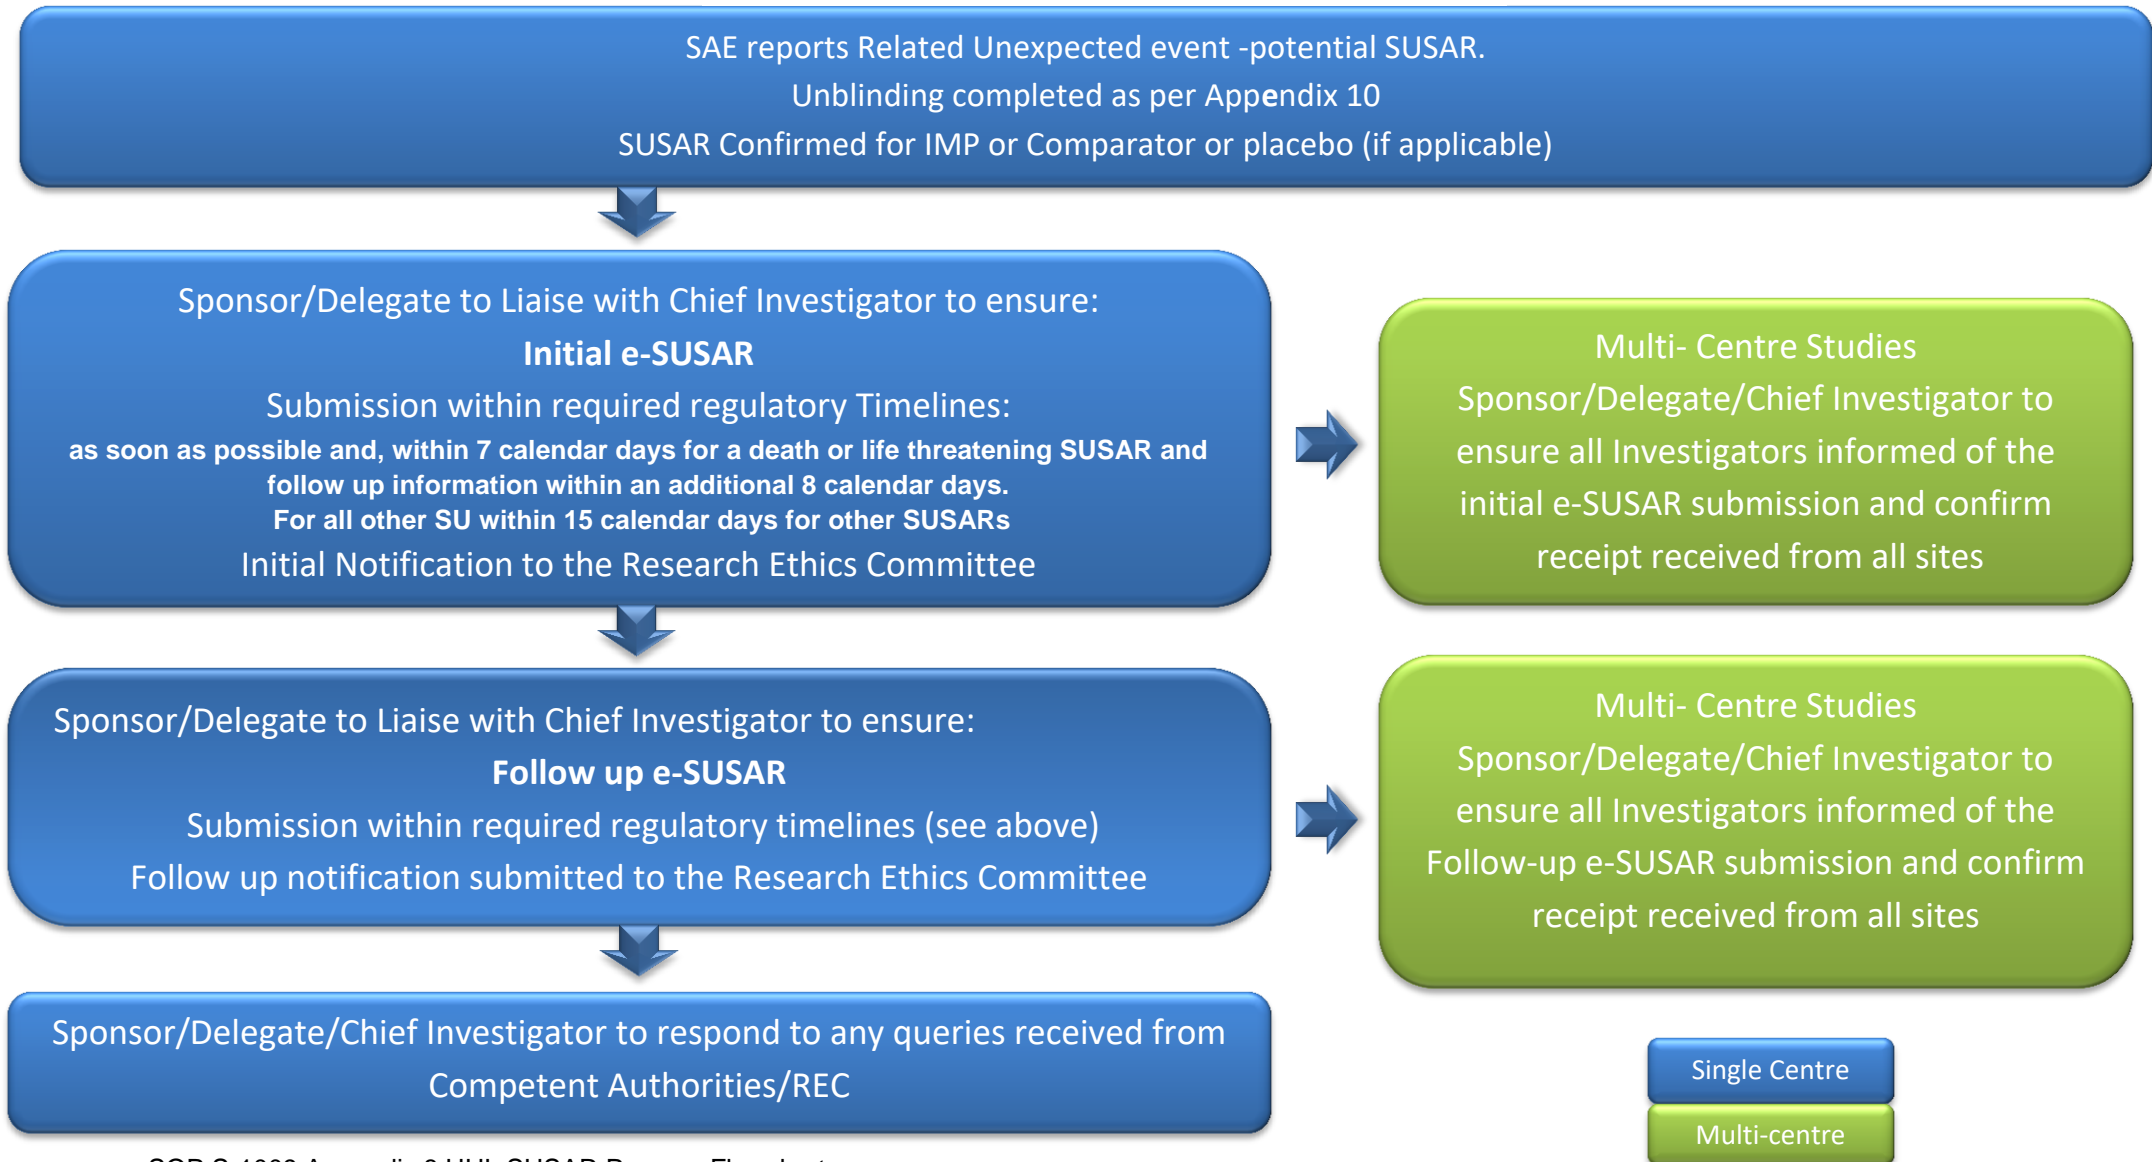 SAE reports Related Unexpected event -potential SUSAR.
Unblinding completed as per Appendix 10
SUSAR Confirmed for IMP or Comparator or placebo (if applicable)
Sponsor/Delegate to Liaise with Chief Investigator to ensure:
Initial e-SUSAR
Submission within required regulatory Timelines:
as soon as possible and, within 7 calendar days for a death or life threatening SUSAR and
follow up information within an additional 8 calendar days.
For all other SU within 15 calendar days for other SUSARs
Initial Notification to the Research Ethics Committee
Multi- Centre Studies
Sponsor/Delegate/Chief Investigator to
ensure all Investigators informed of the
initial e-SUSAR submission and confirm
receipt received from all sites
Sponsor/Delegate to Liaise with Chief Investigator to ensure:
Follow up e-SUSAR
Submission within required regulatory timelines (see above)
Follow up notification submitted to the Research Ethics Committee
Multi- Centre Studies
Sponsor/Delegate/Chief Investigator to
ensure all Investigators informed of the
Follow-up e-SUSAR submission and confirm
receipt received from all sites
Sponsor/Delegate/Chief Investigator to respond to any queries received from
Competent Authorities/REC
Single Centre
Multi-centre